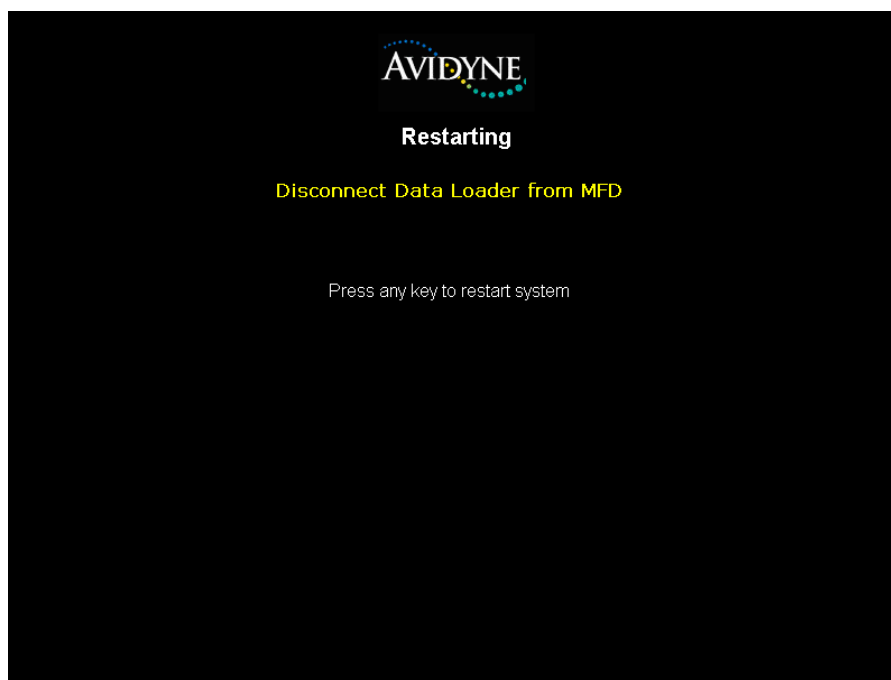 AVIDYNE
Restarting
Disconnect Data Loader from MFD
Press any key to restart system